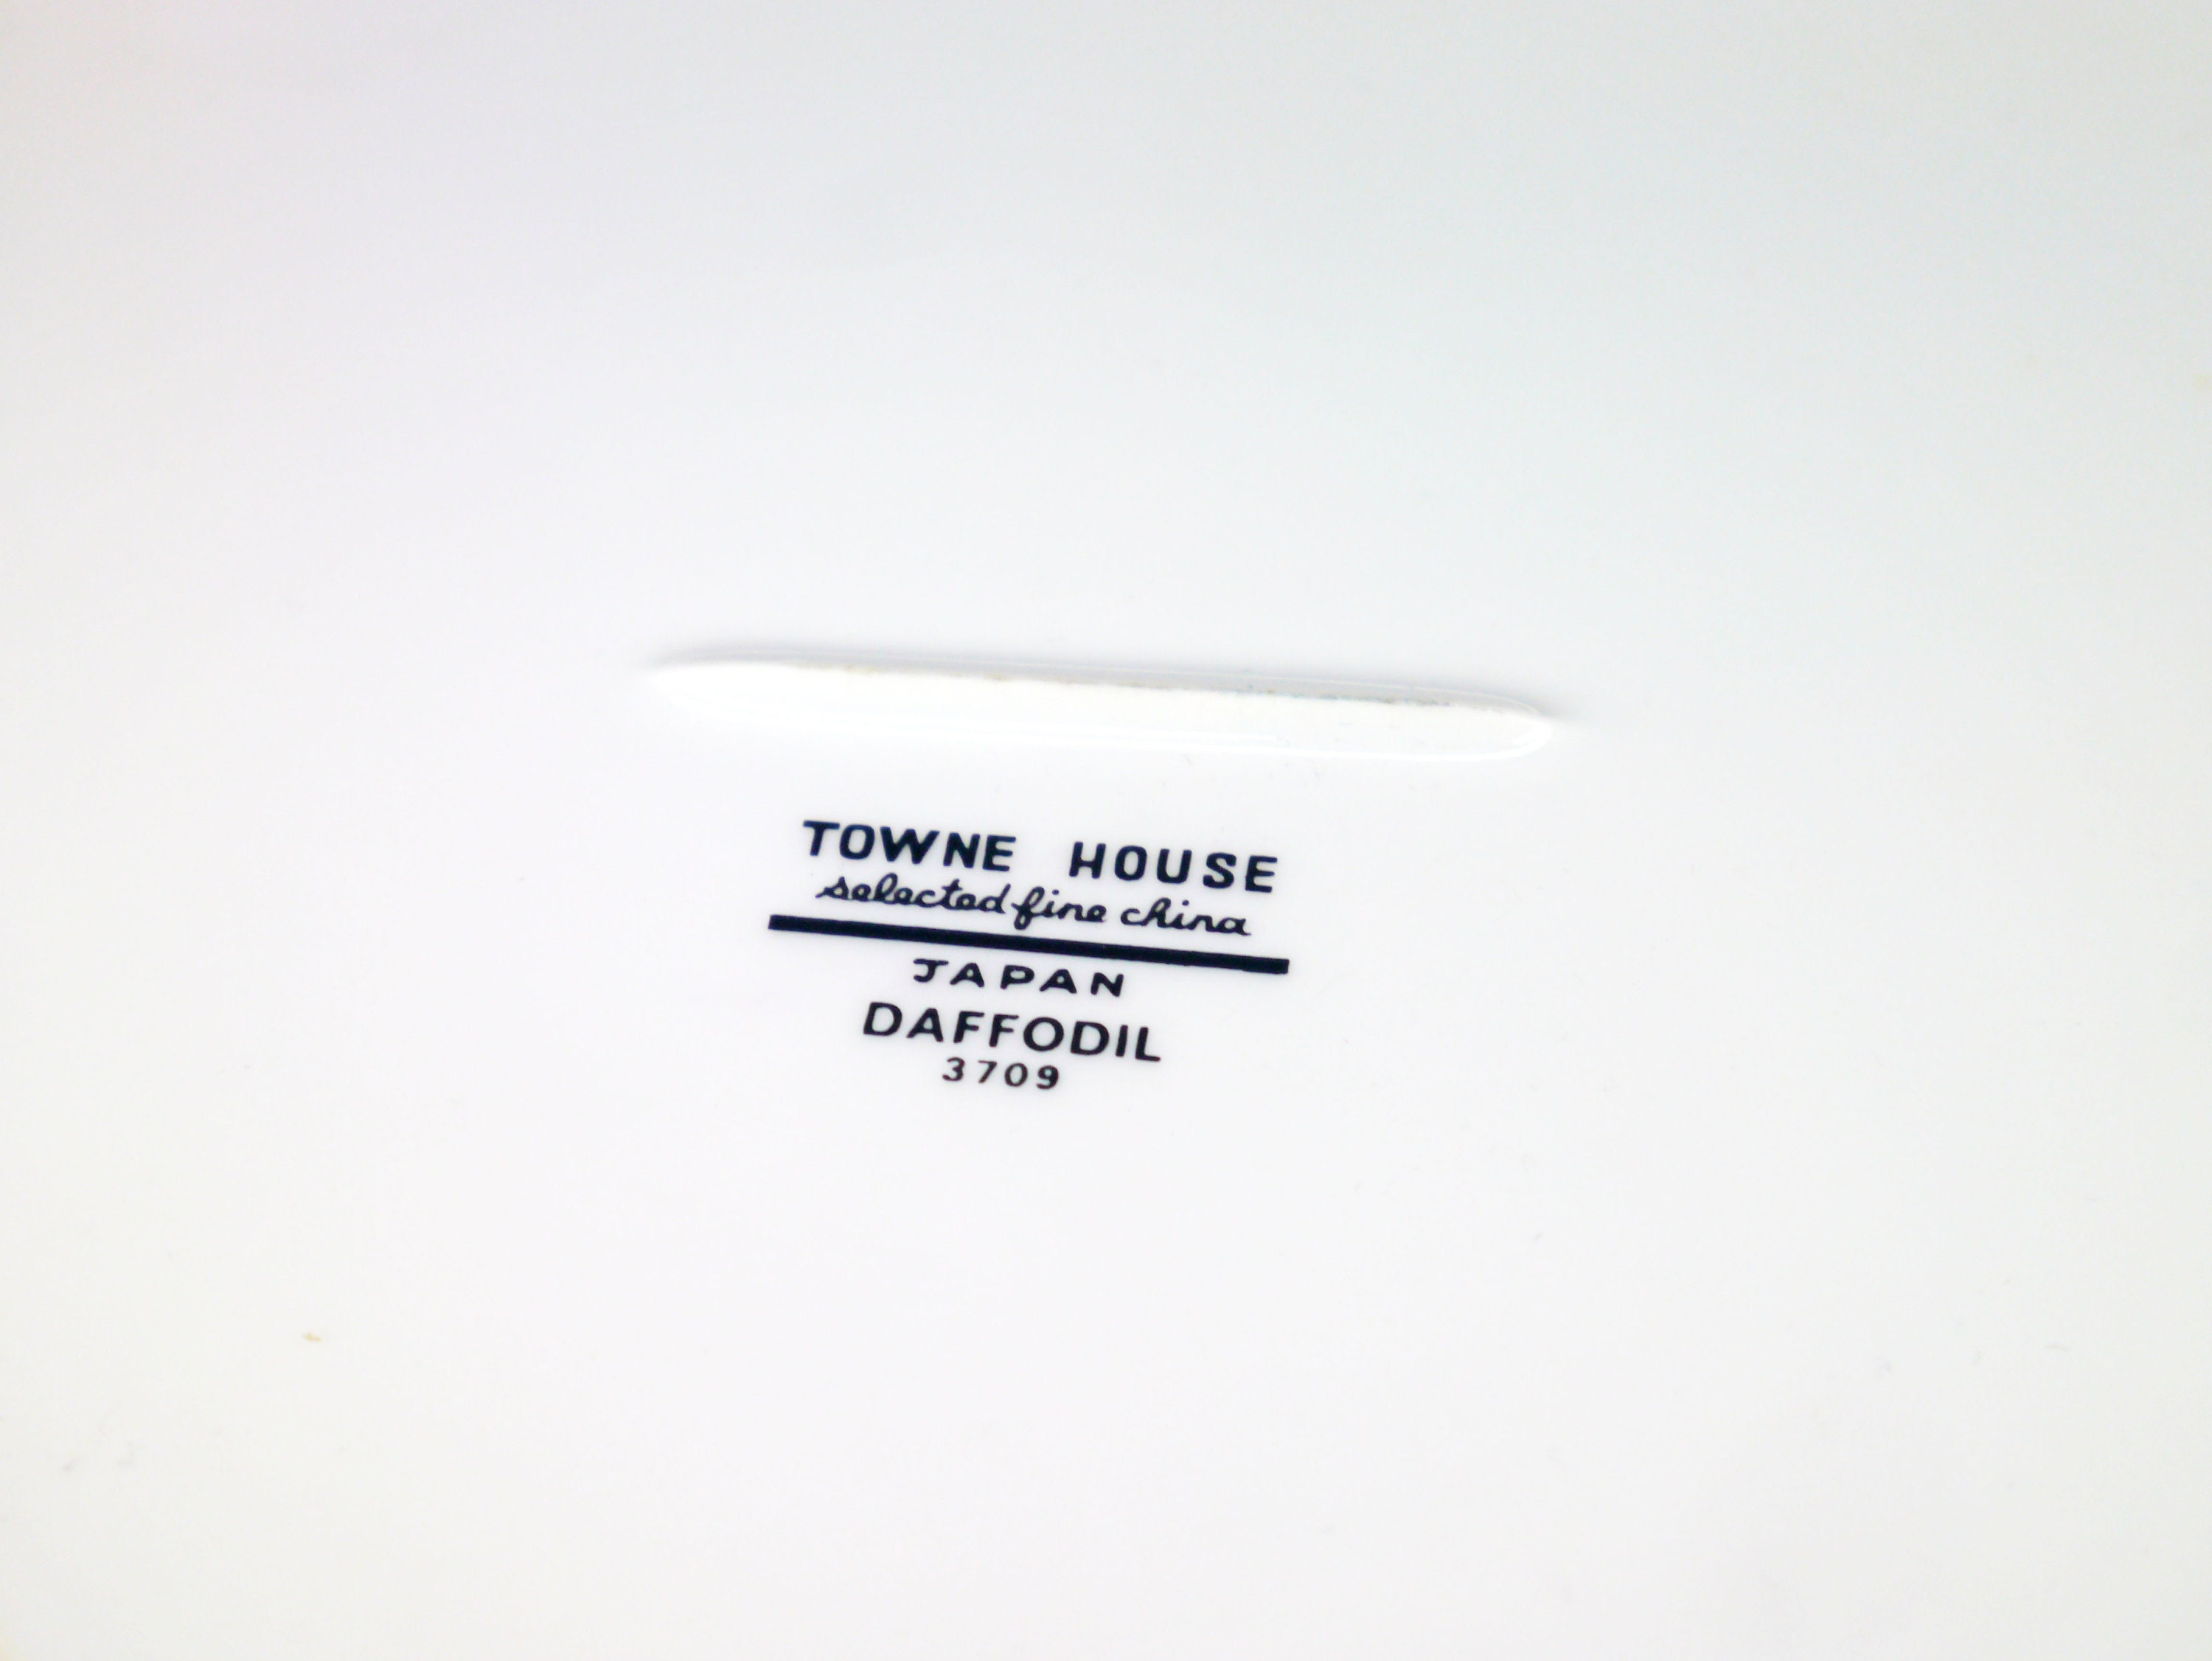 TOWNE HOUSE
selected fine china
JAPAN
DAFFODIL
3709